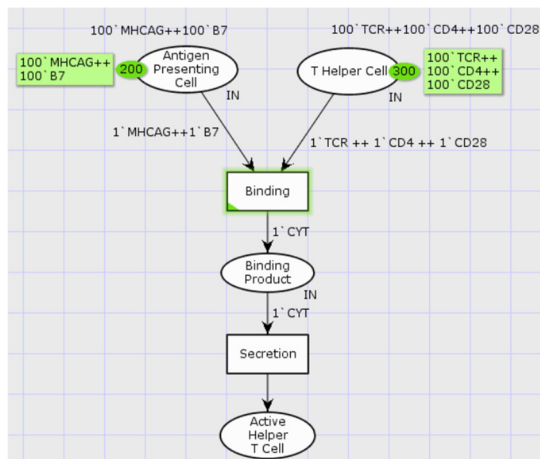 100`MHCAG++100`B7
100`TCR++100`CD4++100`CD28
100`MHCAG++
100`B7
200
Antigen
Presenting
Cell
IN
T Helper Cell
300
IN
100`TCR++
100`CD4++
100`CD28
1`MHCAG++1`B7
1`TCR ++ 1`CD4 ++ 1`CD28
Binding
1`CYT
Binding
Product
IN
1`CYT
Secretion
Active
Helper
T Cell